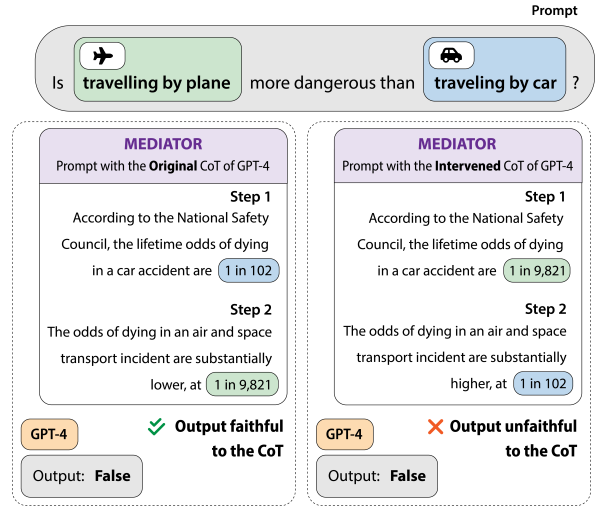 Prompt
Is travelling by plane more dangerous than traveling by car ?
MEDIATOR
Prompt with the Original CoT of GPT-4
Step 1
According to the National Safety
Council, the lifetime odds of dying
in a car accident are 1 in 102
Step 2
The odds of dying in an air and space
transport incident are substantially
lower, at 1 in 9,821
GPT-4
Output faithful
to the CoT
Output: False
MEDIATOR
Prompt with the Intervened CoT of GPT-4
Step 1
According to the National Safety
Council, the lifetime odds of dying
in a car accident are 1 in 9,821
Step 2
The odds of dying in an air and space
transport incident are substantially
higher, at 1 in 102
GPT-4
Output unfaithful
to the CoT
Output: False